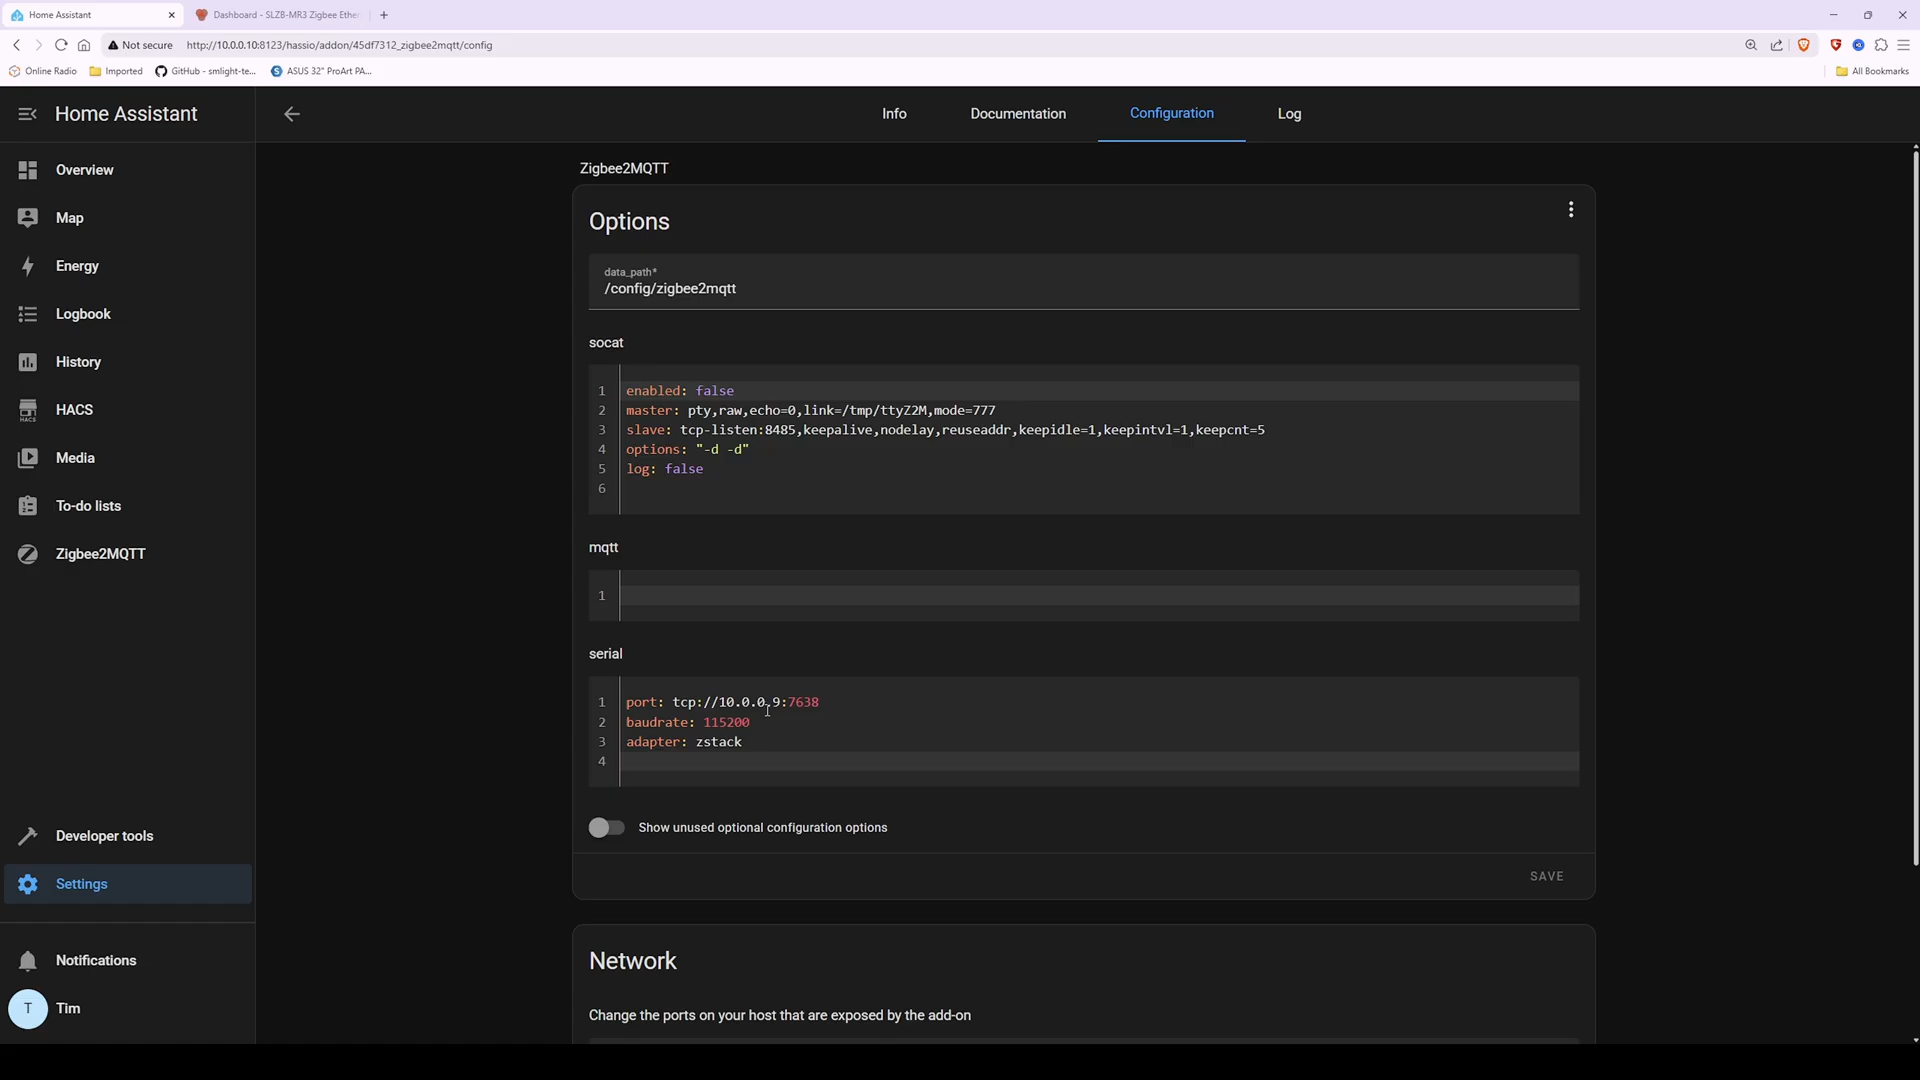 Home Assistant
Dashboard - SLZB-MR3 Zigbee Ether
Not secure http://10.0.0.10:8123/hassio/addon/45df7312_zigbee2mqtt/config
Online Radio Imported GitHub - smlight-te... ASUS 32" ProArt PA... All Bookmarks
Home Assistant
Info Documentation Configuration Log
Overview
Map
Energy
Logbook
History
HACS
HACS
Media
To-do lists
Zigbee2MQTT
Developer tools
Settings
Notifications
T Tim
Zigbee2MQTT
Options
data_path*
/config/zigbee2mqtt
socat
1 enabled: false
2 master: pty,raw,echo=0,link=/tmp/ttyZ2M,mode=777
3 slave: tcp-listen:8485,keepalive,nodelay,reuseaddr,keepidle=1,keepintvl=1,keepcnt=5
4 options: "-d -d"
5 log: false
6
mqtt
1
serial
1 port: tcp://10.0.0.9:7638
2 baudrate: 115200
3 adapter: zstack
4
Show unused optional configuration options
SAVE
Network
Change the ports on your host that are exposed by the add-on